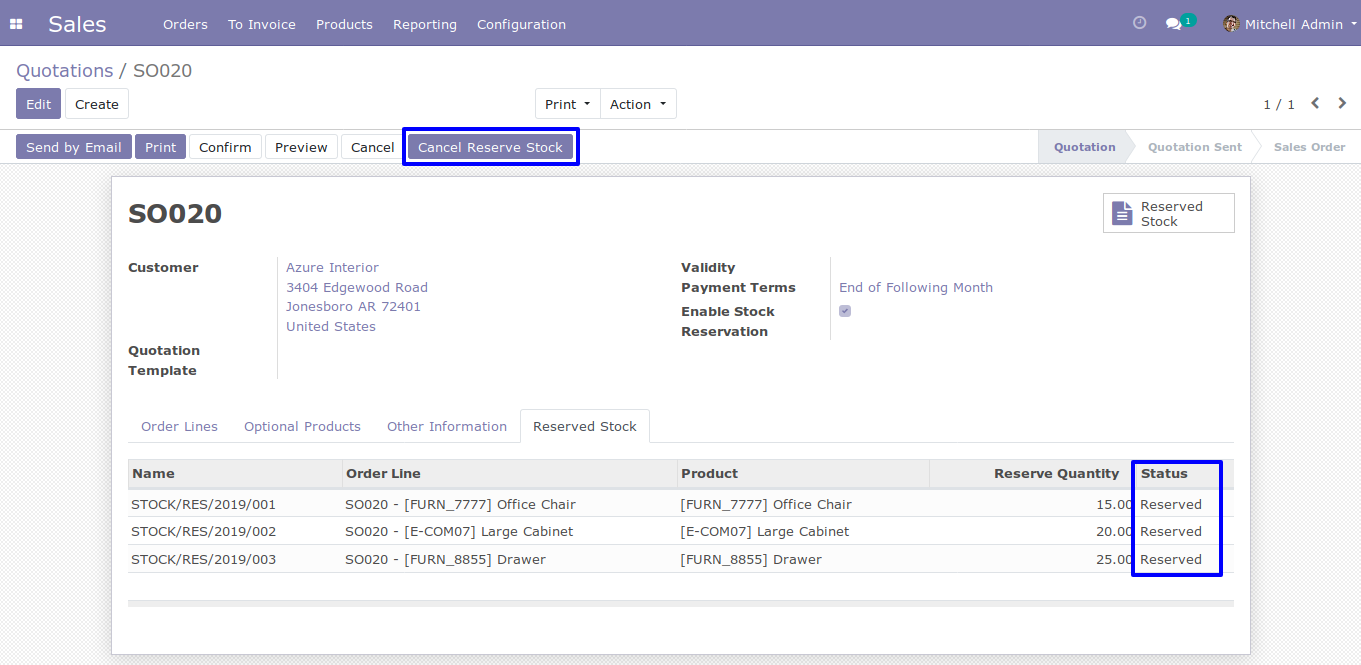 Sales Orders To Invoice Products Reporting Configuration 1 Mitchell Admin
Quotations / SO020
Edit Create Print Action 1 / 1
Send by Email Print Confirm Preview Cancel Cancel Reserve Stock Quotation Quotation Sent Sales Order
SO020
Reserved
Stock
Customer
Azure Interior
3404 Edgewood Road
Jonesboro AR 72401
United States
Quotation
Template
Validity
Payment Terms End of Following Month
Enable Stock
Reservation
Order Lines Optional Products Other Information Reserved Stock
Name Order Line Product Reserve Quantity Status
STOCK/RES/2019/001 SO020 - [FURN_7777] Office Chair [FURN_7777] Office Chair 15.00 Reserved
STOCK/RES/2019/002 SO020 - [E-COM07] Large Cabinet [E-COM07] Large Cabinet 20.00 Reserved
STOCK/RES/2019/003 SO020 - [FURN_8855] Drawer [FURN_8855] Drawer 25.00 Reserved